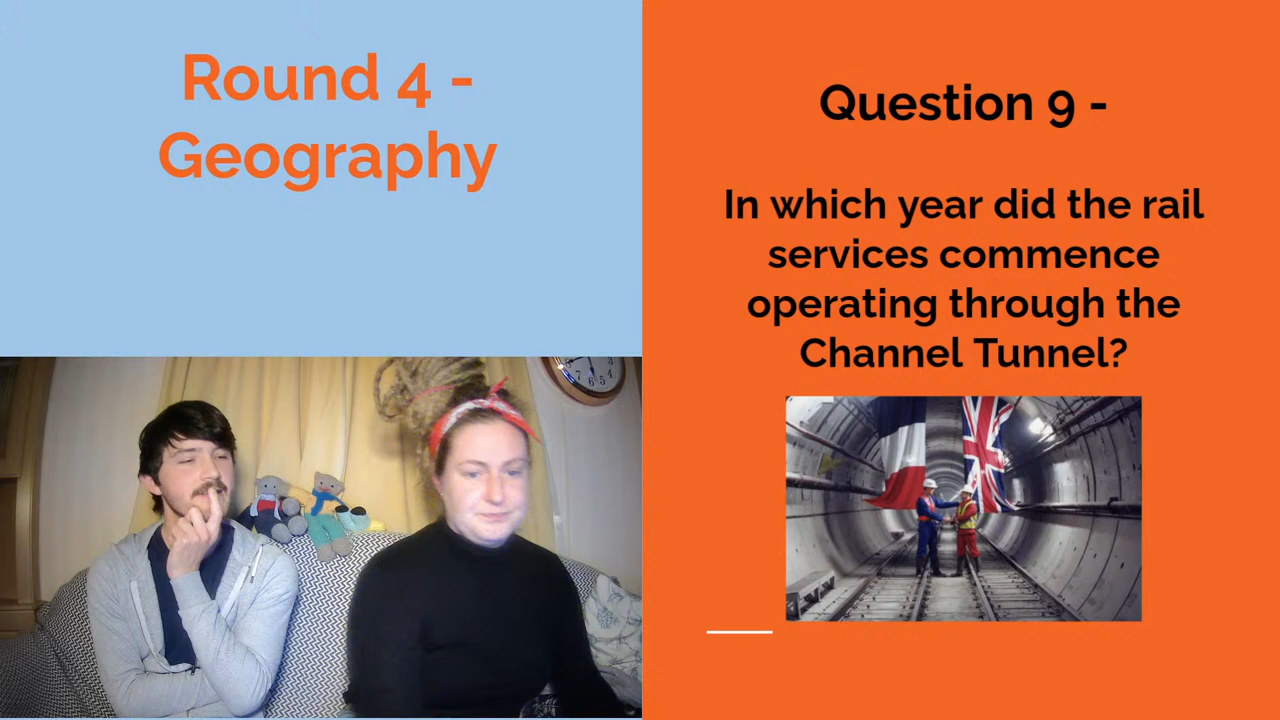 Round 4 -
Geography
Question 9 -
In which year did the rail
services commence
operating through the
Channel Tunnel?